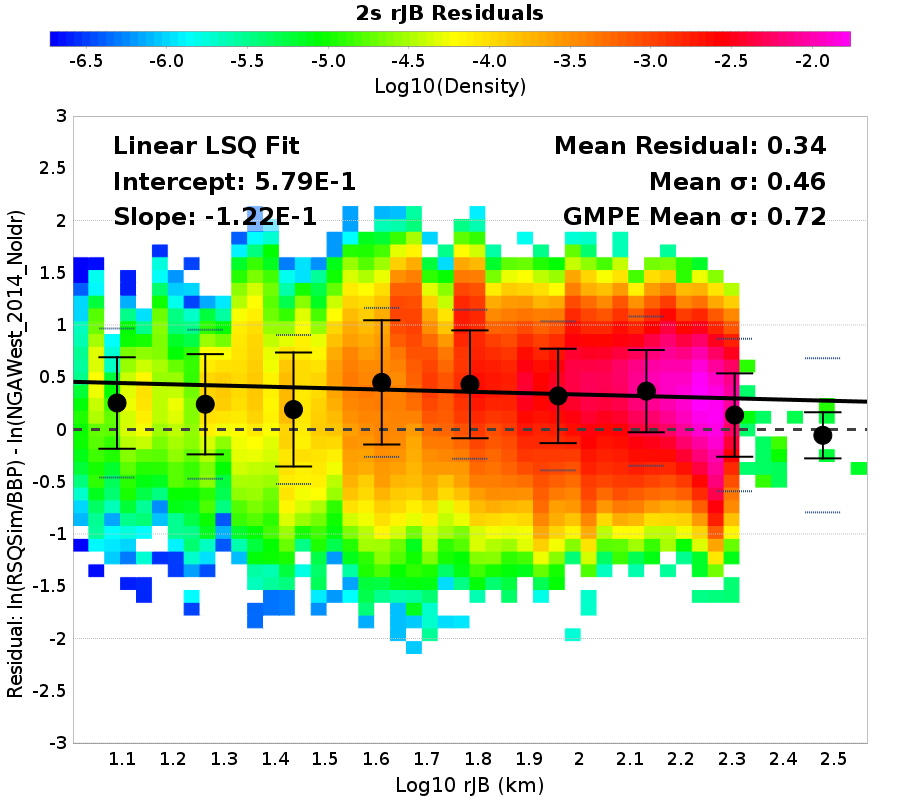 2s rJB Residuals
-6.5 -6.0 -5.5 -5.0 -4.5 -4.0 -3.5 -3.0 -2.5 -2.0
Log10(Density)
Residual: ln(RSQSim/BBP) - ln(NGAWest_2014_NoIdr)
3
2.5
2
1.5
1
0.5
0
-0.5
-1
-1.5
-2
-2.5
-3
Linear LSQ Fit
Intercept: 5.79E-1
Slope: -1.22E-1
Mean Residual: 0.34
Mean σ: 0.46
GMPE Mean σ: 0.72
1.1 1.2 1.3 1.4 1.5 1.6 1.7 1.8 1.9 2 2.1 2.2 2.3 2.4 2.5
Log10 rJB (km)